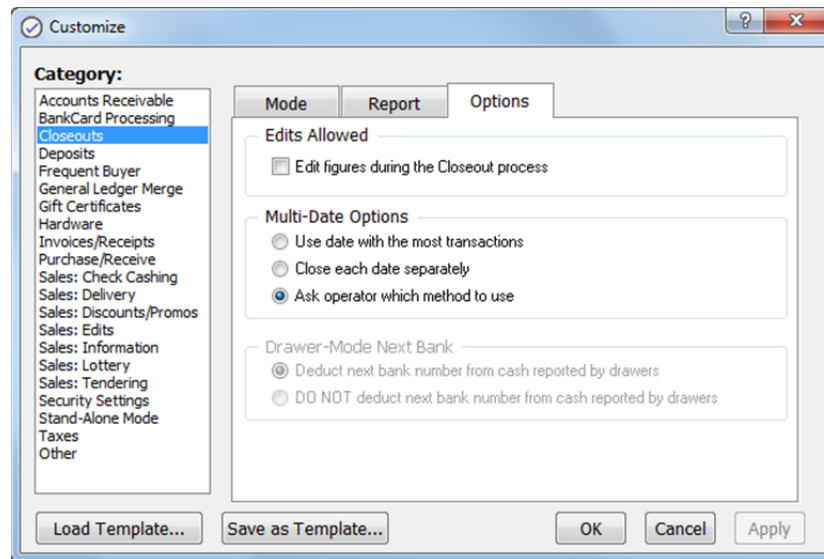 Customize
Category:
Accounts Receivable
BankCard Processing
Closeouts
Deposits
Frequent Buyer
General Ledger Merge
Gift Certificates
Hardware
Invoices/Receipts
Purchase/Receive
Sales: Check Cashing
Sales: Delivery
Sales: Discounts/Promos
Sales: Edits
Sales: Information
Sales: Lottery
Sales: Tendering
Security Settings
Stand-Alone Mode
Taxes
Other
Mode Report Options
Edits Allowed
Edit figures during the Closeout process
Multi-Date Options
Use date with the most transactions
Close each date separately
Ask operator which method to use
Drawer-Mode Next Bank
Deduct next bank number from cash reported by drawers
DO NOT deduct next bank number from cash reported by drawers
Load Template... Save as Template... OK Cancel Apply